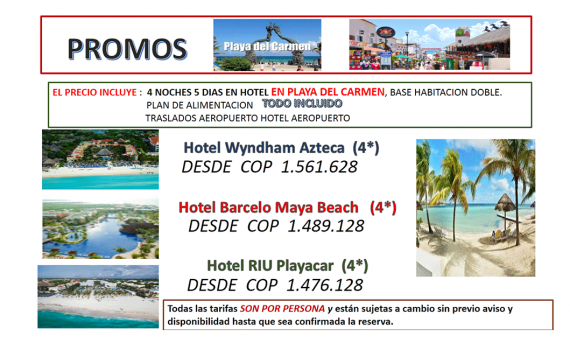 PROMOS
Playa del Carmen
EL PRECIO INCLUYE : 4 NOCHES 5 DIAS EN HOTEL EN PLAYA DEL CARMEN, BASE HABITACION DOBLE.
PLAN DE ALIMENTACION TODO INCLUIDO
TRASLADOS AEROPUERTO HOTEL AEROPUERTO
Hotel Wyndham Azteca (4*)
DESDE COP 1.561.628
Hotel Barcelo Maya Beach (4*)
DESDE COP 1.489.128
Hotel RIU Playacar (4*)
DESDE COP 1.476.128
Todas las tarifas SON POR PERSONA y están sujetas a cambio sin previo aviso y
disponibilidad hasta que sea confirmada la reserva.